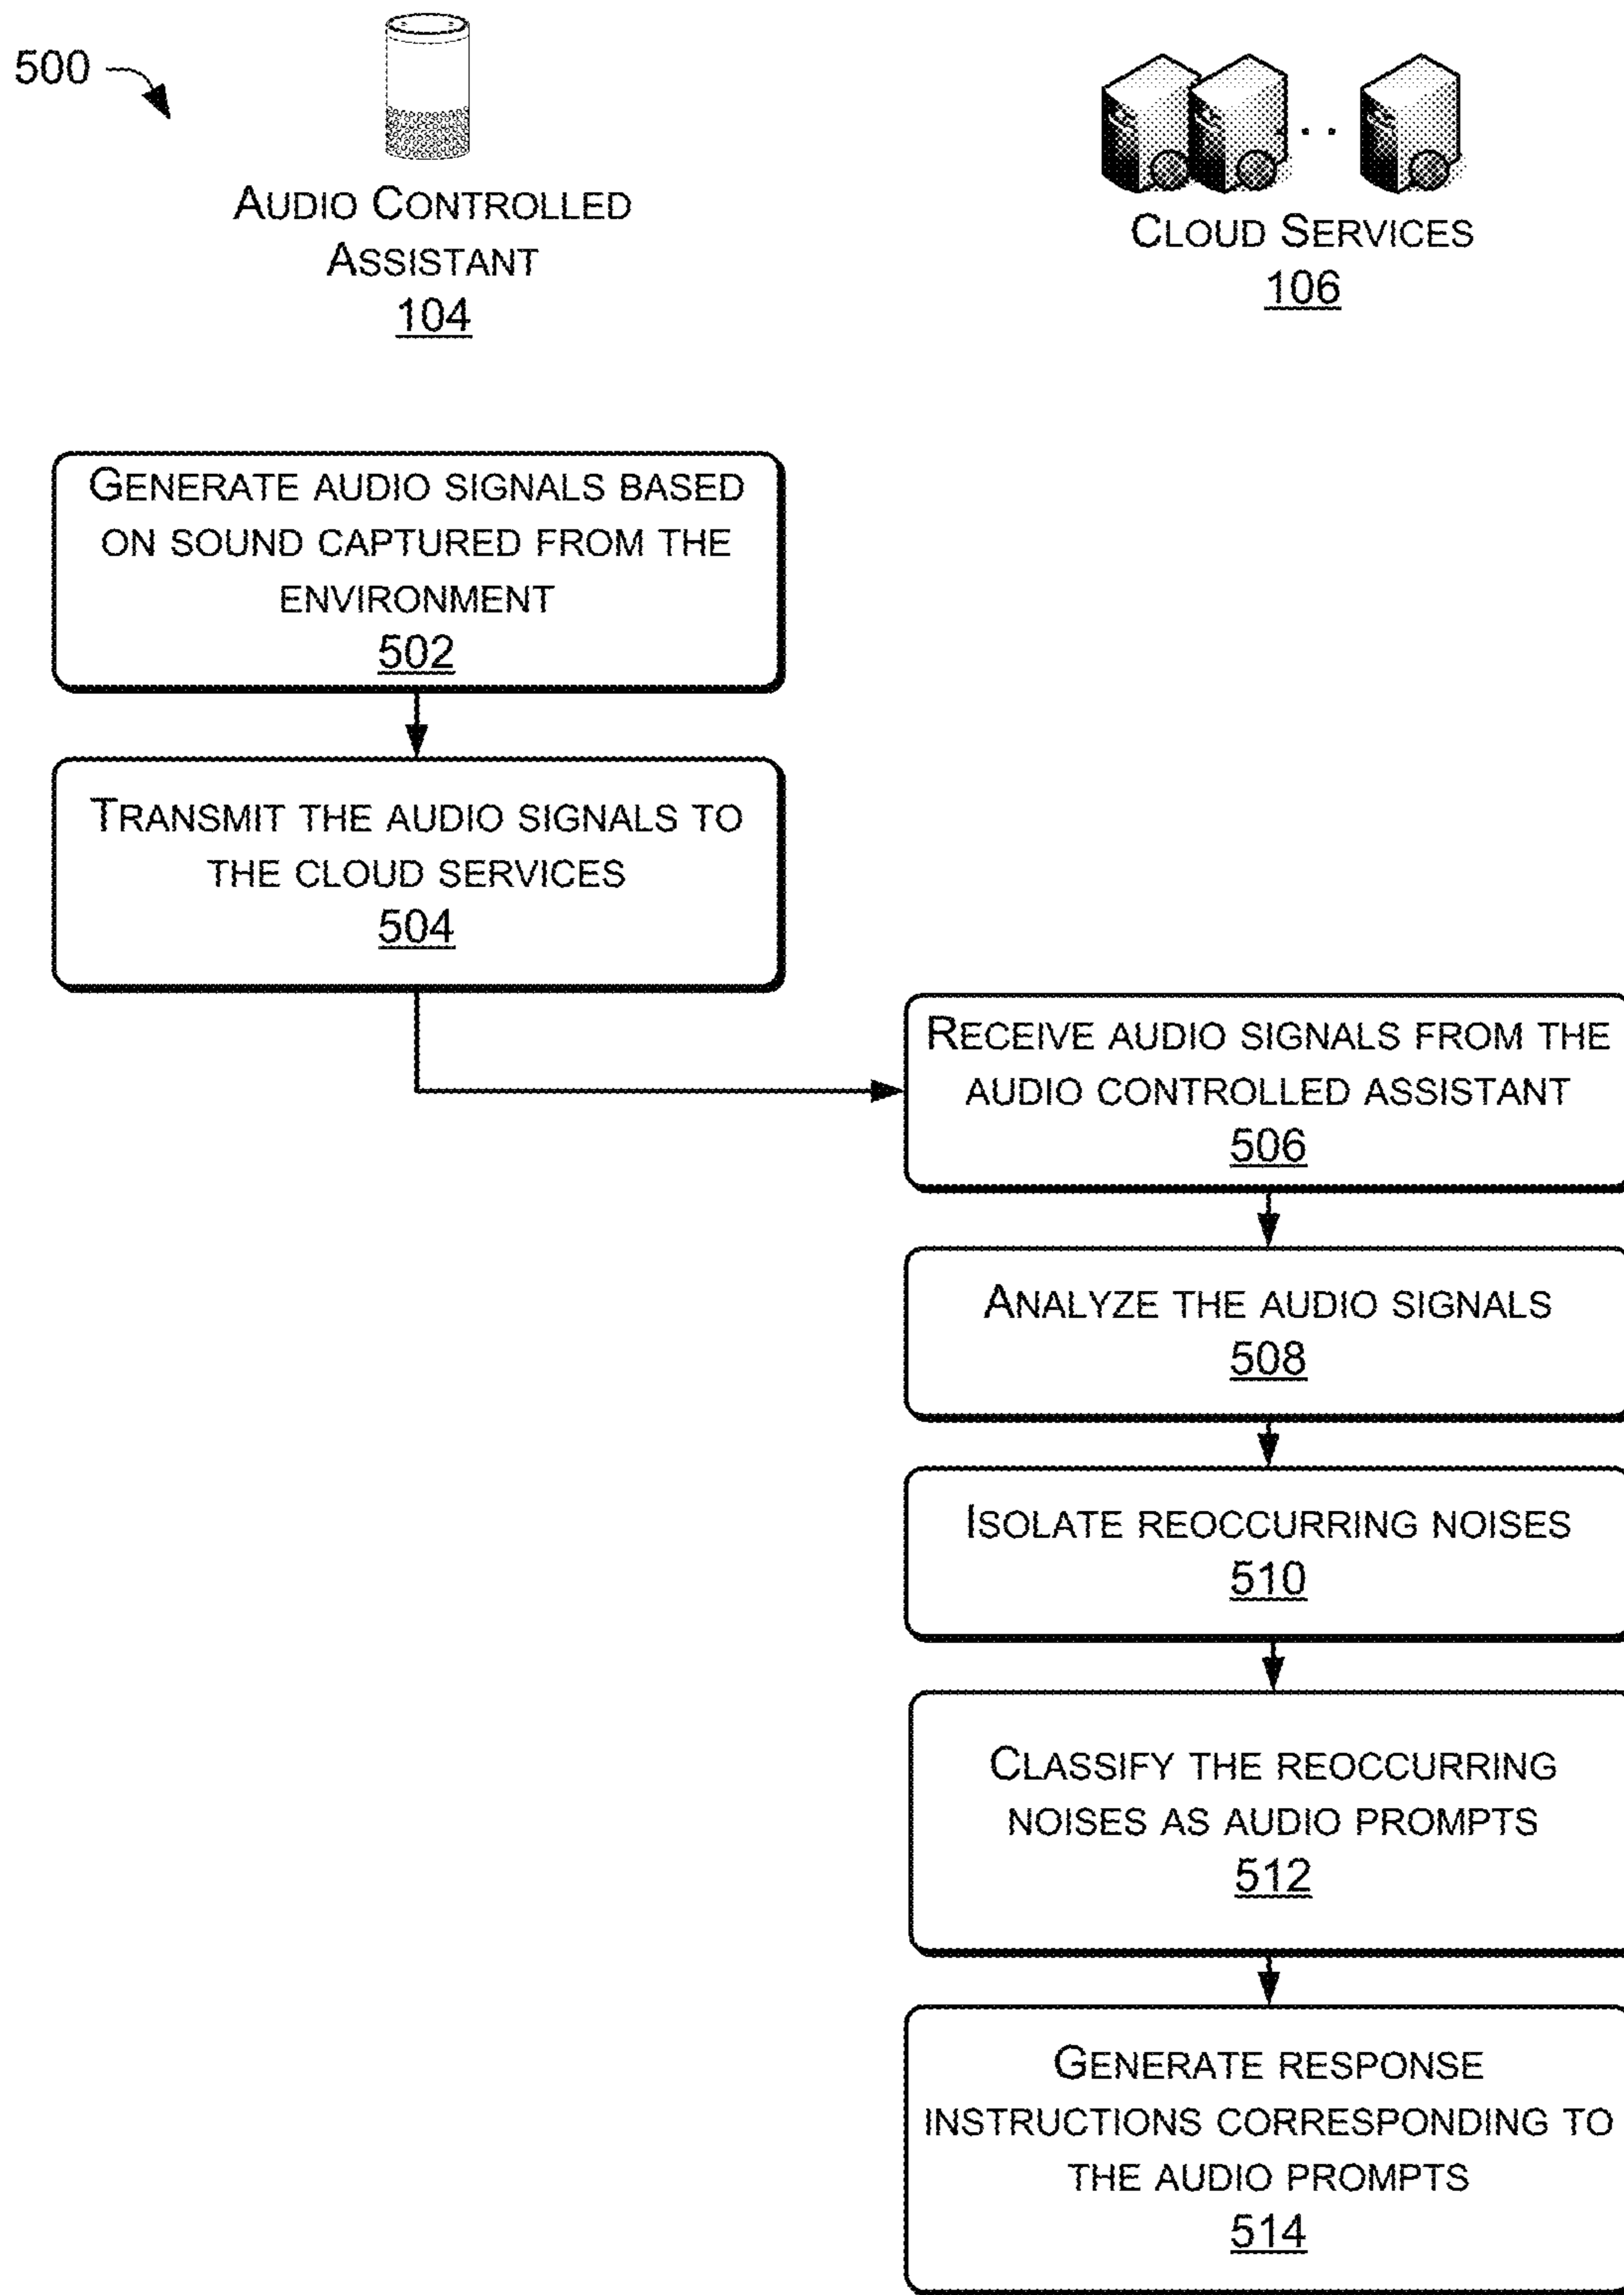 500
AUDIO CONTROLLED
ASSISTANT
104
CLOUD SERVICES
106
GENERATE AUDIO SIGNALS BASED
ON SOUND CAPTURED FROM THE
ENVIRONMENT
502
TRANSMIT THE AUDIO SIGNALS TO
THE CLOUD SERVICES
504
RECEIVE AUDIO SIGNALS FROM THE
AUDIO CONTROLLED ASSISTANT
506
ANALYZE THE AUDIO SIGNALS
508
ISOLATE REOCCURRING NOISES
510
CLASSIFY THE REOCCURRING
NOISES AS AUDIO PROMPTS
512
GENERATE RESPONSE
INSTRUCTIONS CORRESPONDING TO
THE AUDIO PROMPTS
514